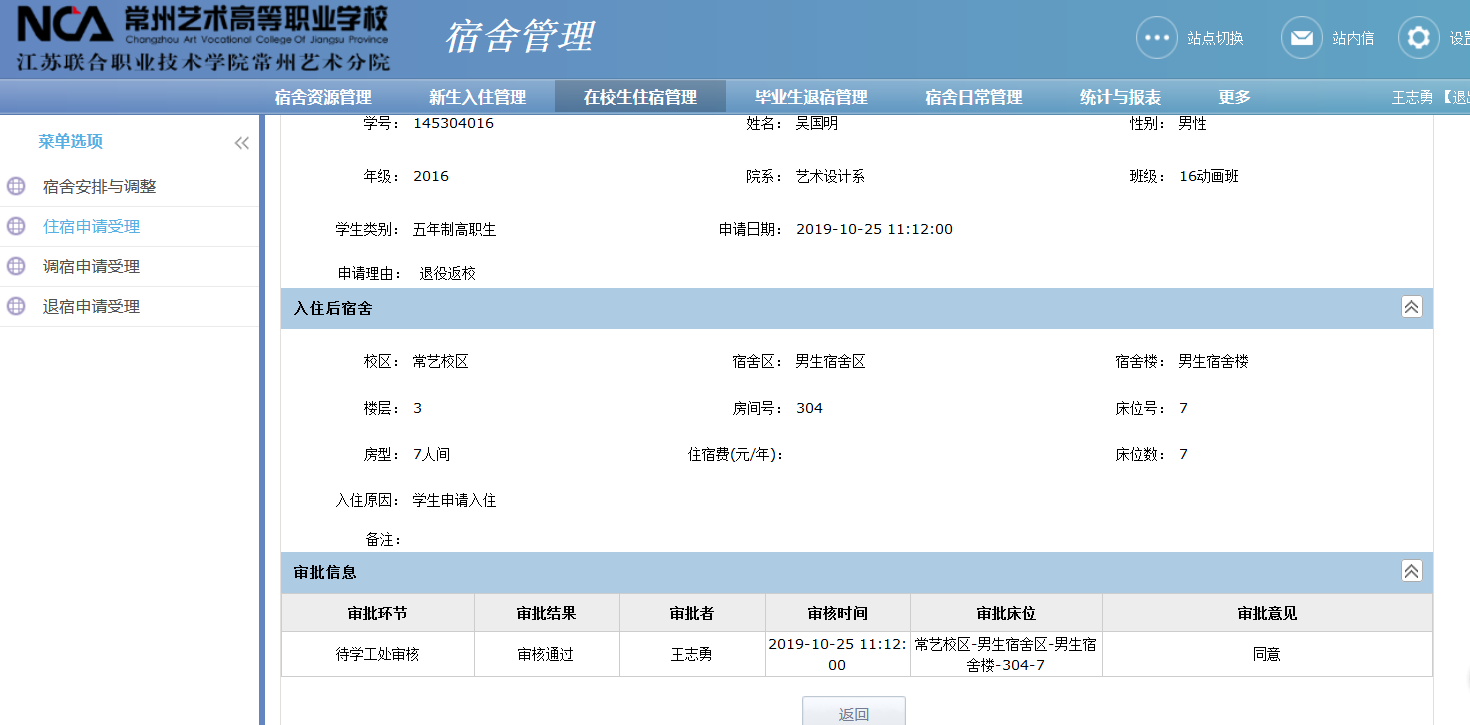 NCA 常州艺术高等职业学校
Changzhou Art Vocational College Of Jiangsu Province
江苏联合职业技术学院常州艺术分院
宿舍管理
站点切换 站内信 设置
宿舍资源管理 新生入住管理 在校生住宿管理 毕业生退宿管理 宿舍日常管理 统计与报表 更多 王志勇 【退出
菜单选项
宿舍安排与调整
住宿申请受理
调宿申请受理
退宿申请受理
学号： 145304016 姓名： 吴国明 性别： 男性
年级： 2016 院系： 艺术设计系 班级： 16动画班
学生类别： 五年制高职生 申请日期： 2019-10-25 11:12:00
申请理由： 退役返校
入住后宿舍
校区： 常艺校区 宿舍区： 男生宿舍区 宿舍楼： 男生宿舍楼
楼层： 3 房间号： 304 床位号： 7
房型： 7人间 住宿费(元/年)： 床位数： 7
入住原因： 学生申请入住
备注：
审批信息
审批环节 审批结果 审批者 审核时间 审批床位 审批意见
待学工处审核 审核通过 王志勇 2019-10-25 11:12:00 常艺校区-男生宿舍区-男生宿舍楼-304-7 同意
返回